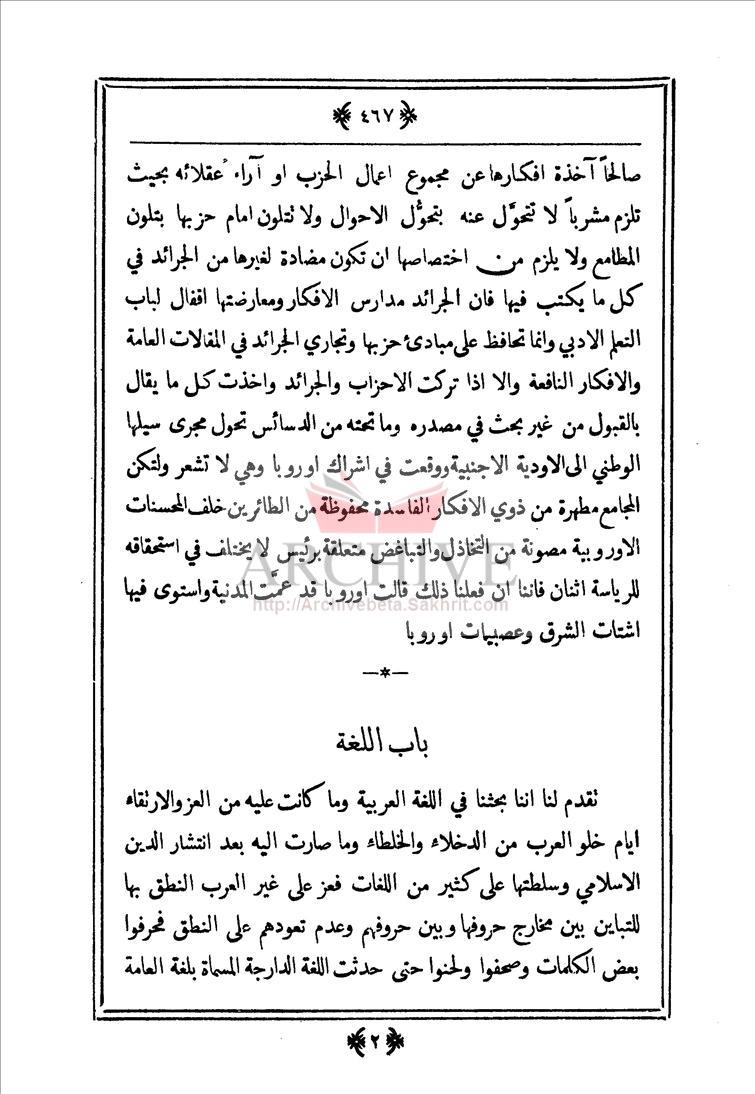 ٤٦٧
صالحاً آخذة افكارها عن مجموع اعمال الحزب او آراء عقلائه بحيث
تلزم مشرباً لا تتحوَّل عنه بتحوُّل الاحوال ولا تتلون امام حزبها بتلون
المطامع ولا يلزم من اختصاصها ان تكون مضادة لغيرها من الجرائد في
كل ما يكتب فيها فان الجرائد مدارس الافكار ومعارضتها اقفال لباب
التعلم الادبي وانما تحافظ على مبادئ حزبها وتجاري الجرائد في المقالات العامة
والافكار النافعة والا اذا تركت الاحزاب والجرائد واخذت كل ما يقال
بالقبول من غير بحث في مصدره وما تحته من الدسائس تحول مجرى سيلها
الوطني الى الاودية الاجنبية ووقعت في اشراك اوروبا وهي لا تشعر ولتكن
المجامع مطهرة من ذوي الافكار الفاسدة محفوظة من الطائرين خلف المحسنات
الاوروبية مصونة من التخاذل والتباغض متعلقة برئيس لا يختلف في استحقاقه
للرياسة اثنان فاننا ان فعلنا ذلك قالت اوروبا قد عمَّت المدنية واستوى فيها
اشتات الشرق وعصبيات اوروبا
باب اللغة
تقدم لنا اننا بحثنا في اللغة العربية وما كانت عليه من العز والارتقاء
ايام خلو العرب من الدخلاء والخلطاء وما صارت اليه بعد انتشار الدين
الاسلامي وسلطتها على كثير من اللغات فعز على غير العرب النطق بها
للتباين بين مخارج حروفها وبين حروفهم وعدم تعودهم على النطق فحرفوا
بعض الكلمات وصحفوا ولحنوا حتى حدثت اللغة الدارجة المسماة بلغة العامة
٢
ARCHIVE
http://Archivebeta.Sakhrit.com